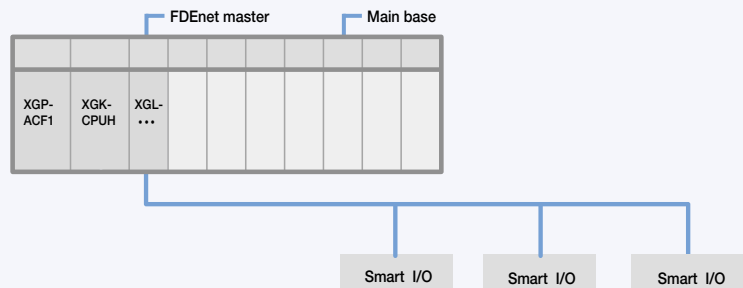 FDEnet master
Main base
XGP-
ACF1
XGK-
CPUH
XGL-
•••
Smart I/O
Smart I/O
Smart I/O